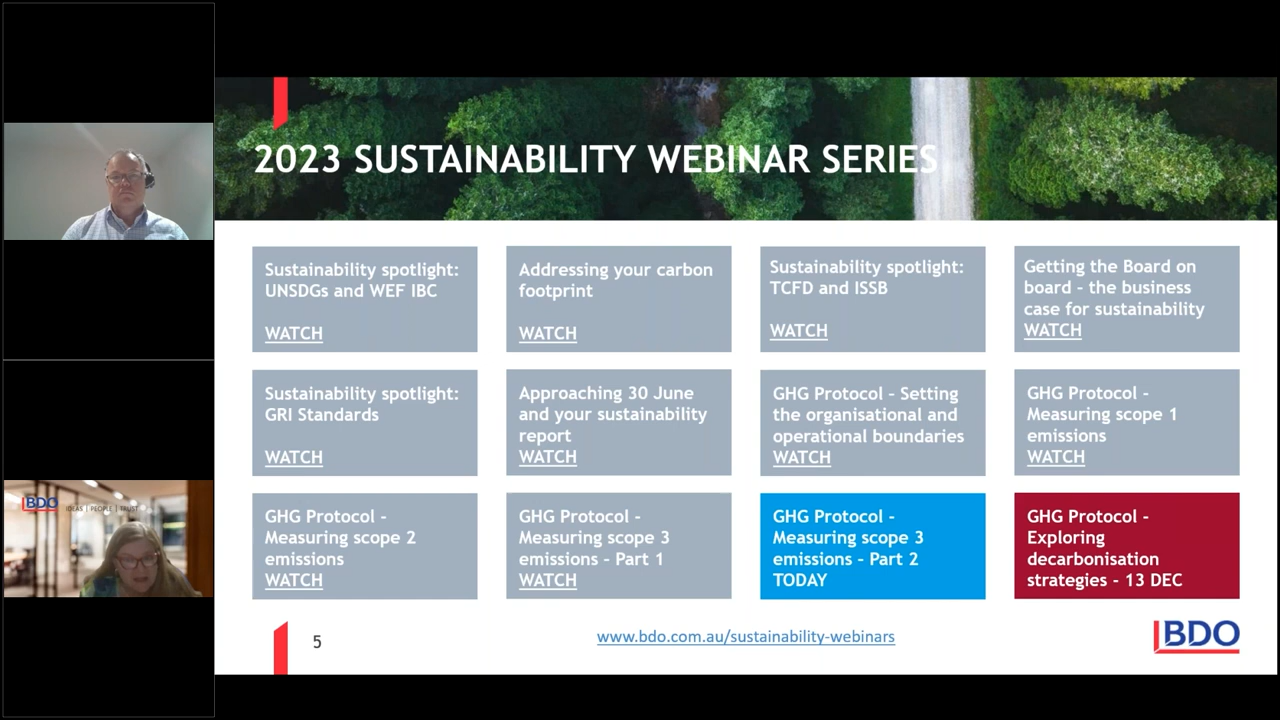 2023 SUSTAINABILITY WEBINAR SERIES
Sustainability spotlight:
UNSDGs and WEF IBC
WATCH
Addressing your carbon
footprint
WATCH
Sustainability spotlight:
TCFD and ISSB
WATCH
Getting the Board on
board – the business
case for sustainability
WATCH
Sustainability spotlight:
GRI Standards
WATCH
Approaching 30 June
and your sustainability
report
WATCH
GHG Protocol – Setting
the organisational and
operational boundaries
WATCH
GHG Protocol –
Measuring scope 1
emissions
WATCH
BDO IDEAS | PEOPLE | TRUST
GHG Protocol –
Measuring scope 2
emissions
WATCH
GHG Protocol –
Measuring scope 3
emissions – Part 1
WATCH
GHG Protocol –
Measuring scope 3
emissions – Part 2
TODAY
GHG Protocol –
Exploring
decarbonisation
strategies - 13 DEC
5
www.bdo.com.au/sustainability-webinars
BDO